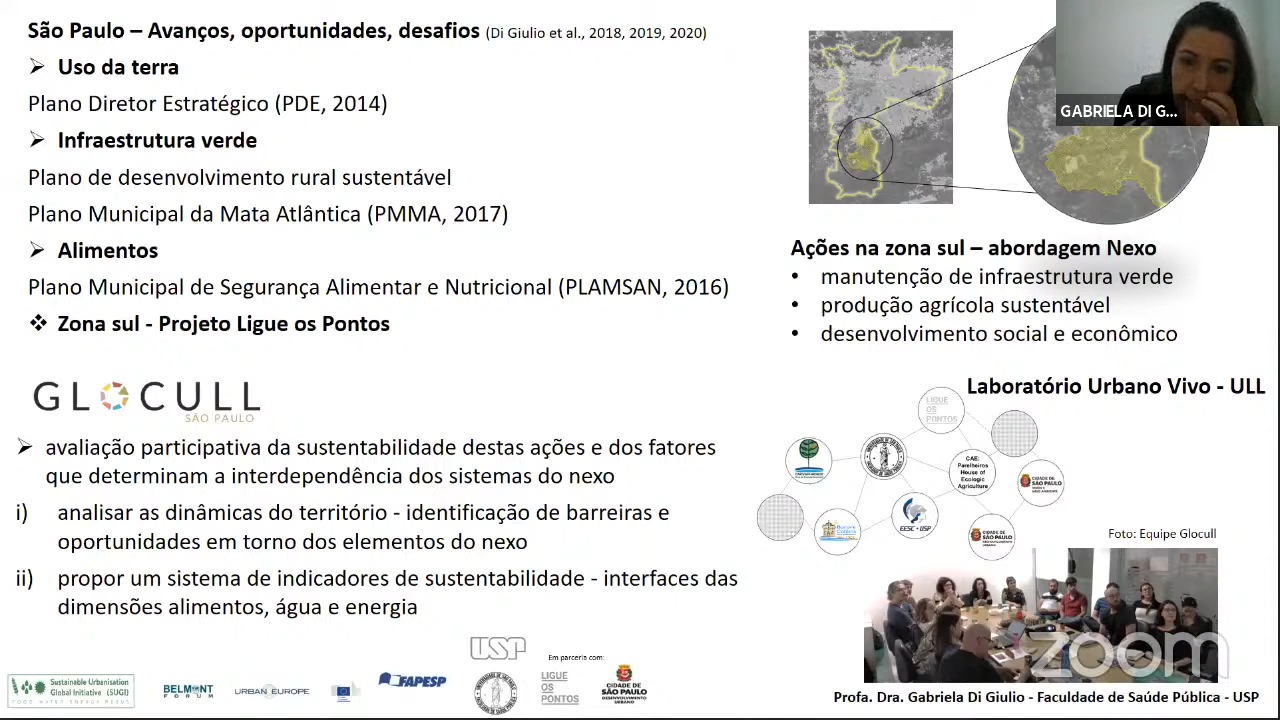 São Paulo – Avanços, oportunidades, desafios (Di Giulio et al., 2018, 2019, 2020)
➢ Uso da terra
Plano Diretor Estratégico (PDE, 2014)
➢ Infraestrutura verde
Plano de desenvolvimento rural sustentável
Plano Municipal da Mata Atlântica (PMMA, 2017)
➢ Alimentos
Plano Municipal de Segurança Alimentar e Nutricional (PLAMSAN, 2016)
❖ Zona sul - Projeto Ligue os Pontos
GLOCULL
SÃO PAULO
➢ avaliação participativa da sustentabilidade destas ações e dos fatores
que determinam a interdependência dos sistemas do nexo
i) analisar as dinâmicas do território - identificação de barreiras e
oportunidades em torno dos elementos do nexo
ii) propor um sistema de indicadores de sustentabilidade - interfaces das
dimensões alimentos, água e energia
GABRIELA DI G...
Ações na zona sul – abordagem Nexo
• manutenção de infraestrutura verde
• produção agrícola sustentável
• desenvolvimento social e econômico
Laboratório Urbano Vivo - ULL
LIGUE
OS
PONTOS
CAE:
Parelheiros
House of
Ecologic
Agriculture
CIDADE DE
SÃO PAULO
EESC • USP
CIDADE DE
SÃO PAULO
Foto: Equipe Glocull
zoom
Profa. Dra. Gabriela Di Giulio - Faculdade de Saúde Pública - USP
USP
Em parceria com:
Sustainable Urbanisation
Global Initiative (SUGI)
FOOD WATER ENERGY NEXUS
BELMONT
FORUM
URBAN EUROPE
FAPESP
LIGUE
OS
PONTOS
CIDADE DE
SÃO PAULO
DESENVOLVIMENTO
URBANO